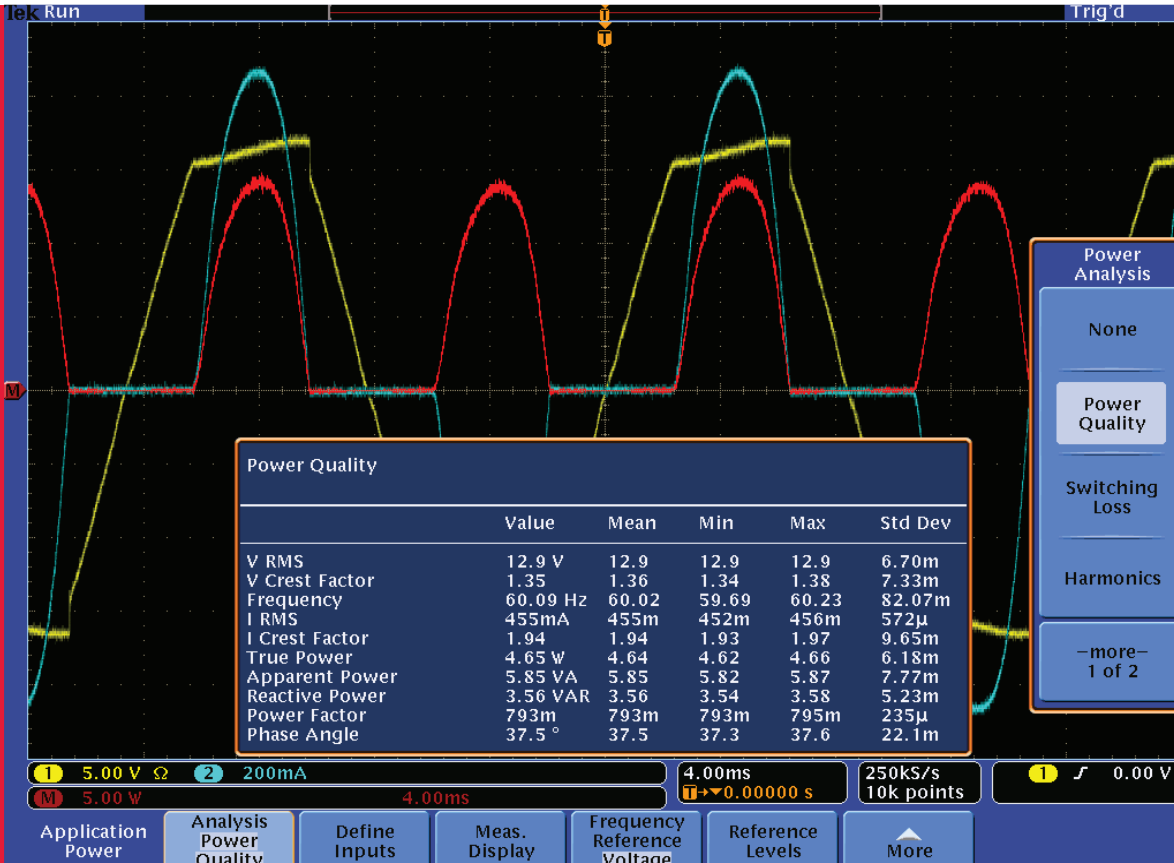 Tek Run
Trig'd
T
T
M
Power
Analysis
None
Power
Quality
Switching
Loss
Harmonics
-more-
1 of 2
Power Quality
Value Mean Min Max Std Dev
V RMS 12.9 V 12.9 12.9 12.9 6.70m
V Crest Factor 1.35 1.36 1.34 1.38 7.33m
Frequency 60.09 Hz 60.02 59.69 60.23 82.07m
I RMS 455mA 455m 452m 456m 572µ
I Crest Factor 1.94 1.94 1.93 1.97 9.65m
True Power 4.65 W 4.64 4.62 4.66 6.18m
Apparent Power 5.85 VA 5.85 5.82 5.87 7.77m
Reactive Power 3.56 VAR 3.56 3.54 3.58 5.23m
Power Factor 793m 793m 793m 795m 235µ
Phase Angle 37.5 ° 37.5 37.3 37.6 22.1m
1 5.00 V Ω 2 200mA
M 5.00 W 4.00ms
4.00ms
T→▼0.00000 s
250kS/s
10k points
1 ʃ 0.00 V
Application
Power
Analysis
Power
Quality
Define
Inputs
Meas.
Display
Frequency
Reference
Voltage
Reference
Levels
More